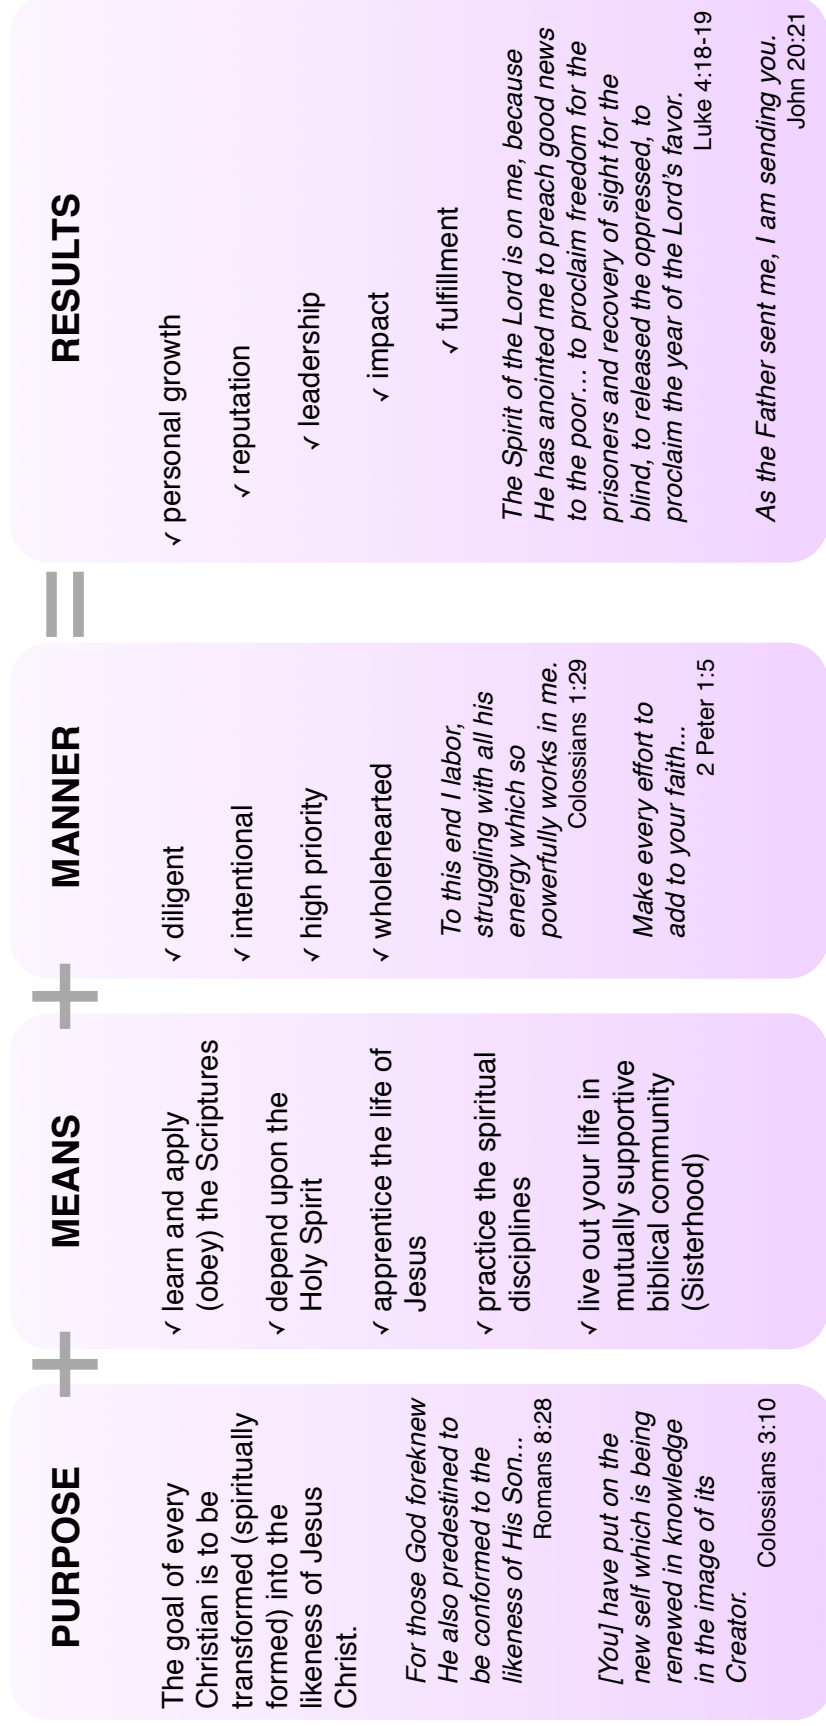 PURPOSE
The goal of every
Christian is to be
transformed (spiritually
formed) into the
likeness of Jesus
Christ.
For those God foreknew
He also predestined to
be conformed to the
likeness of His Son...
Romans 8:28
[You] have put on the
new self which is being
renewed in knowledge
in the image of its
Creator.
Colossians 3:10
+
MEANS
✓ learn and apply
(obey) the Scriptures
✓ depend upon the
Holy Spirit
✓ apprentice the life of
Jesus
✓ practice the spiritual
disciplines
✓ live out your life in
mutually supportive
biblical community
(Sisterhood)
+
MANNER
✓ diligent
✓ intentional
✓ high priority
✓ wholehearted
To this end I labor,
struggling with all his
energy which so
powerfully works in me.
Colossians 1:29
Make every effort to
add to your faith...
2 Peter 1:5
=
RESULTS
✓ personal growth
✓ reputation
✓ leadership
✓ impact
✓ fulfillment
The Spirit of the Lord is on me, because
He has anointed me to preach good news
to the poor... to proclaim freedom for the
prisoners and recovery of sight for the
blind, to released the oppressed, to
proclaim the year of the Lord's favor.
Luke 4:18-19
As the Father sent me, I am sending you.
John 20:21